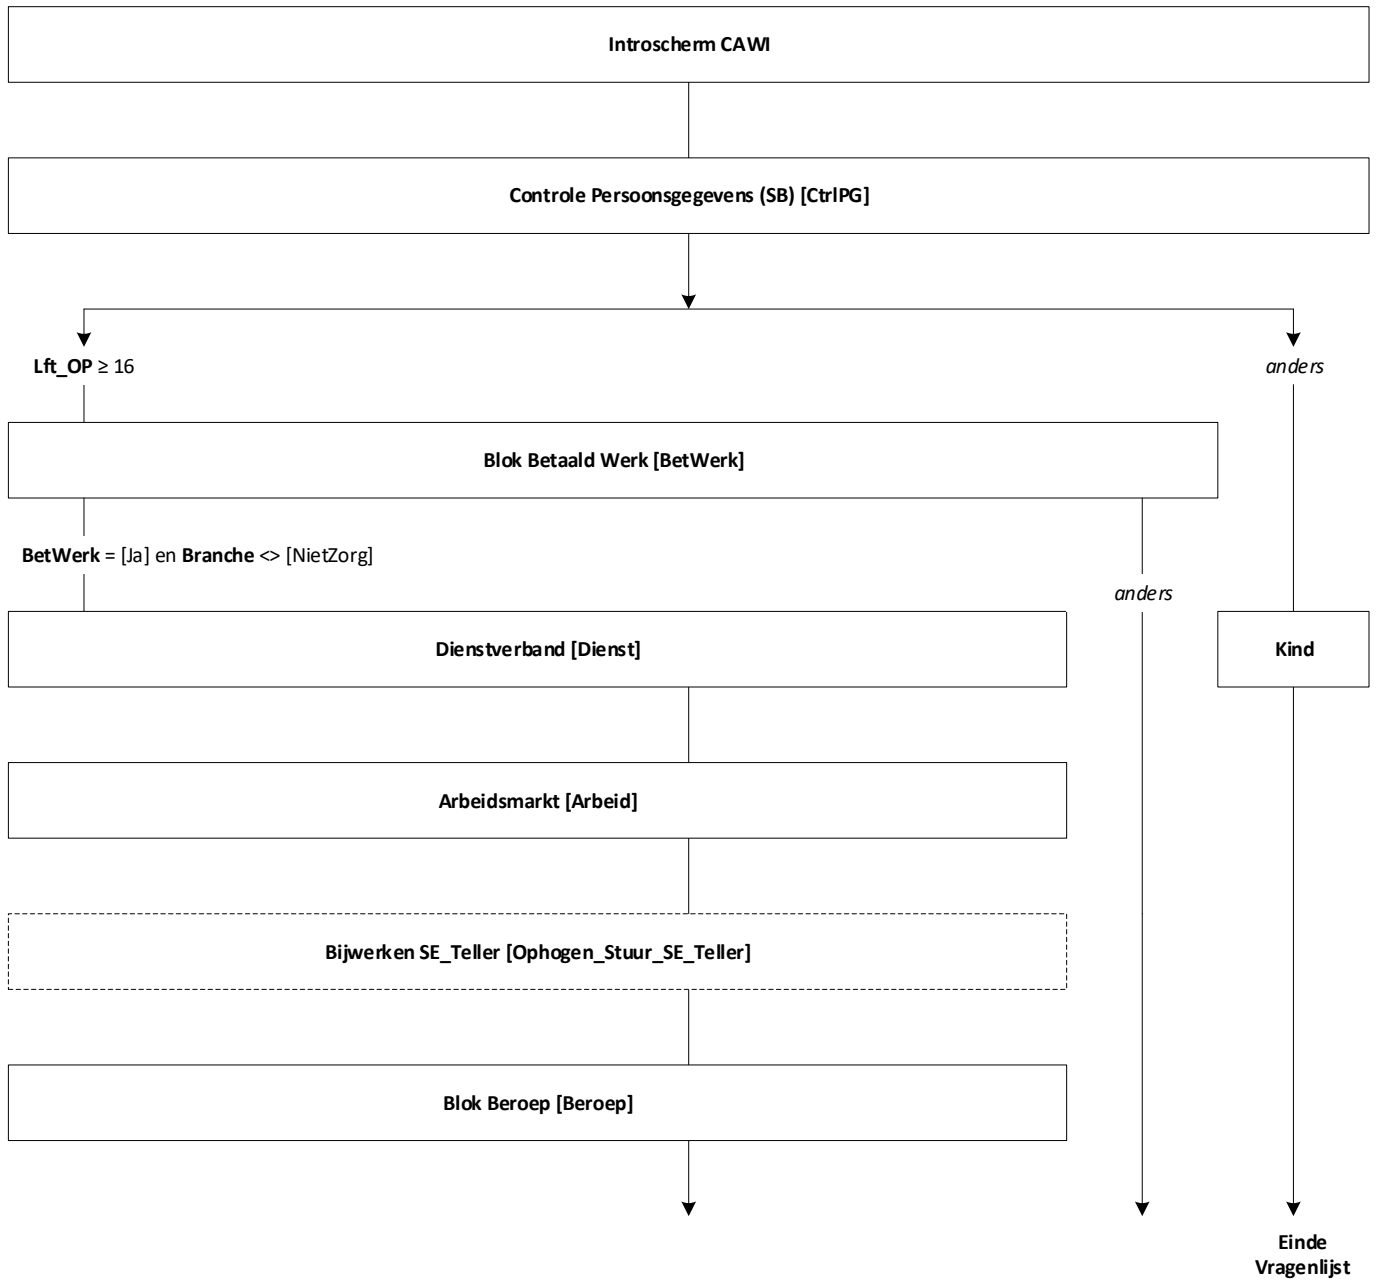 Introscherm CAWI
Controle Persoonsgegevens (SB) [CtrlPG]
Lft_OP ≥ 16
anders
Blok Betaald Werk [BetWerk]
BetWerk = [Ja] en Branche <> [NietZorg]
anders
Dienstverband [Dienst]
Kind
Arbeidsmarkt [Arbeid]
Bijwerken SE_Teller [Ophogen_Stuur_SE_Teller]
Blok Beroep [Beroep]
Einde
Vragenlijst